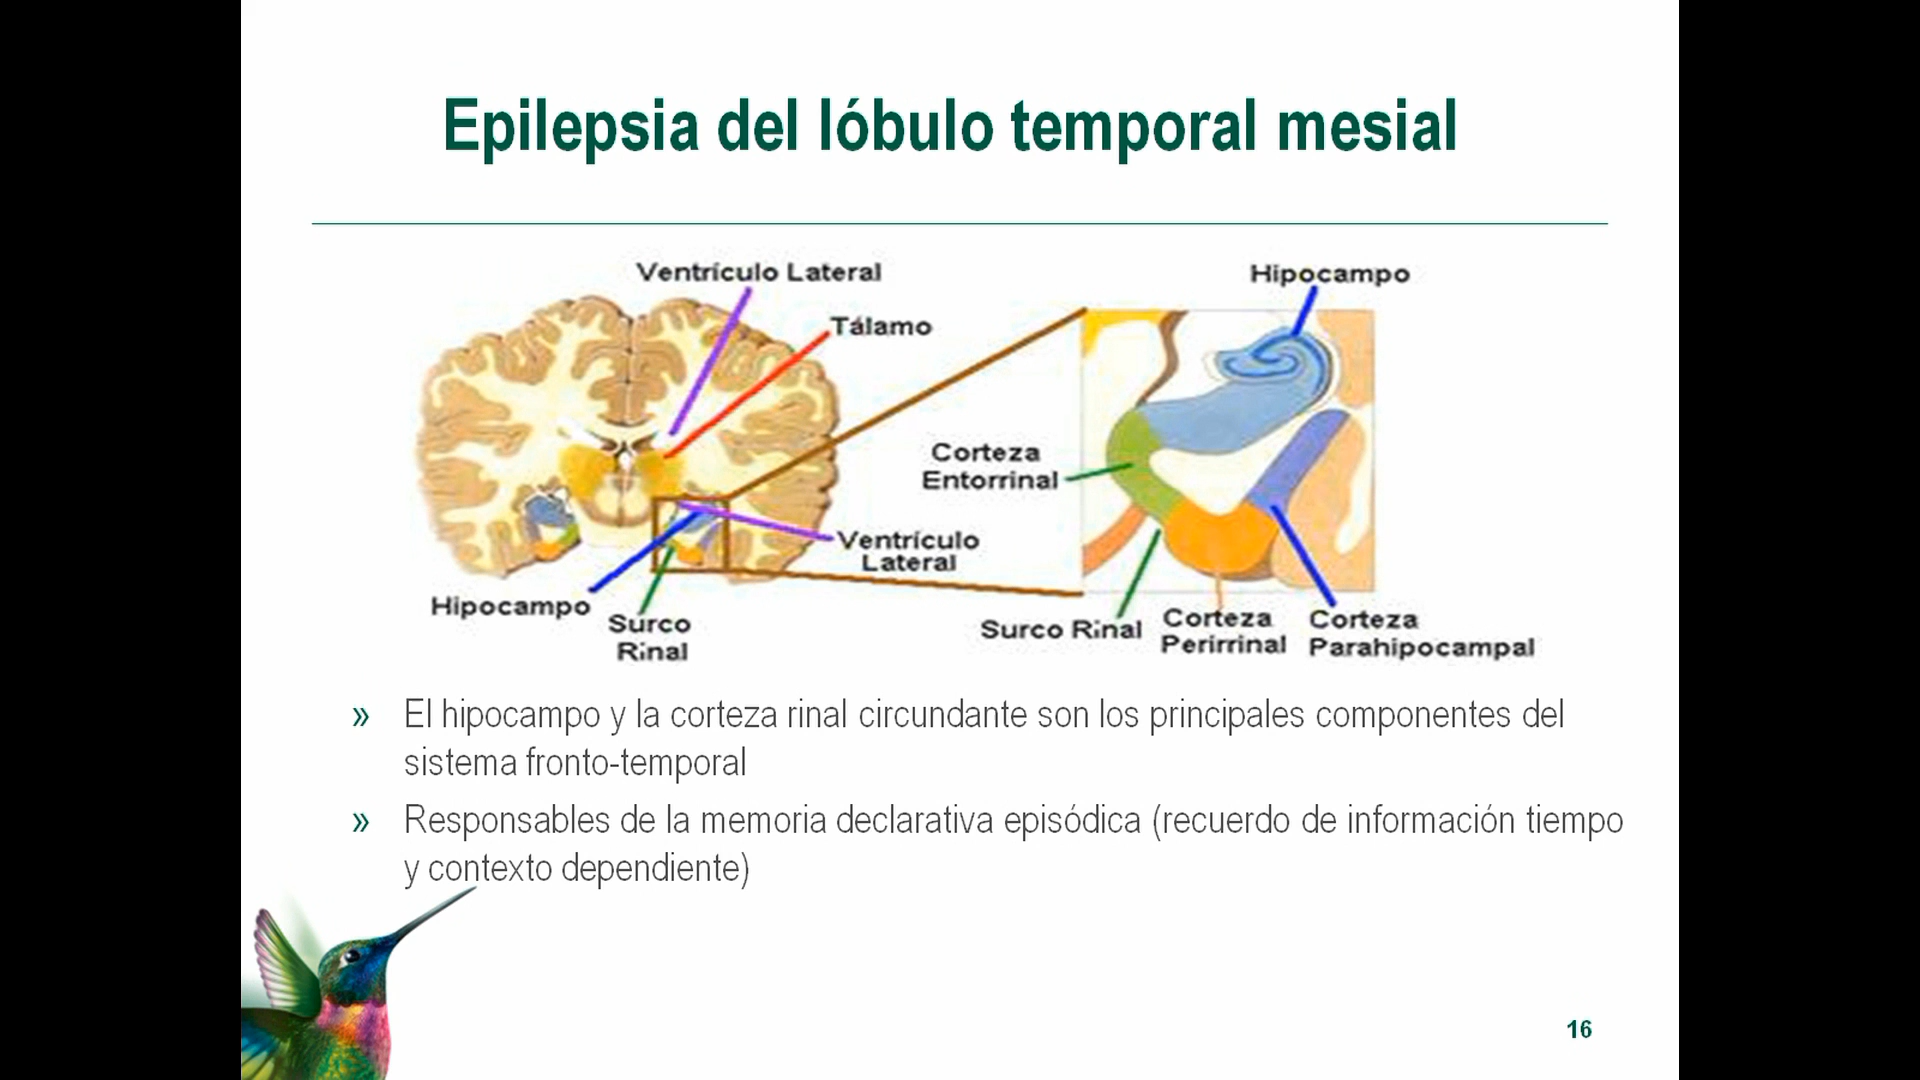 Epilepsia del lóbulo temporal mesial
Ventrículo Lateral
Tálamo
Hipocampo
Corteza
Entorrinal
Ventrículo
Lateral
Hipocampo
Surco
Rinal
Surco Rinal
Corteza
Perirrinal
Corteza
Parahipocampal
» El hipocampo y la corteza rinal circundante son los principales componentes del
sistema fronto-temporal
» Responsables de la memoria declarativa episódica (recuerdo de información tiempo
y contexto dependiente)
16